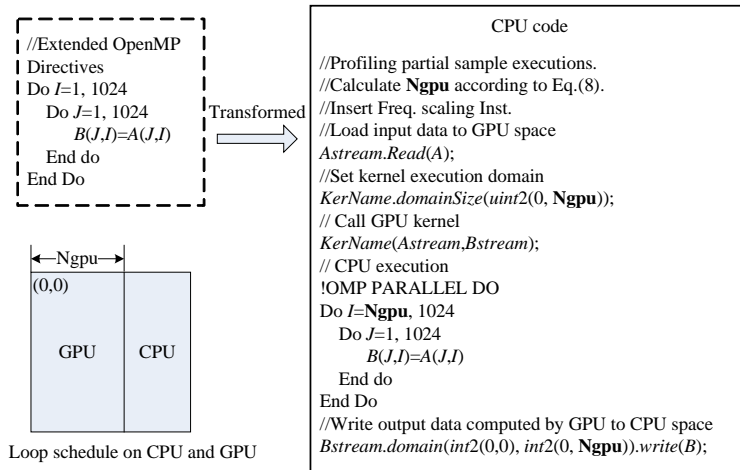 //Extended OpenMP
Directives
Do I=1, 1024
Do J=1, 1024
B(J,I)=A(J,I)
End do
End Do
Transformed
Ngpu
(0,0)
GPU
CPU
Loop schedule on CPU and GPU
CPU code
//Profiling partial sample executions.
//Calculate Ngpu according to Eq.(8).
//Insert Freq. scaling Inst.
//Load input data to GPU space
Astream.Read(A);
//Set kernel execution domain
KerName.domainSize(uint2(0, Ngpu));
// Call GPU kernel
KerName(Astream,Bstream);
// CPU execution
!OMP PARALLEL DO
Do I=Ngpu, 1024
Do J=1, 1024
B(J,I)=A(J,I)
End do
End Do
//Write output data computed by GPU to CPU space
Bstream.domain(int2(0,0), int2(0, Ngpu)).write(B);